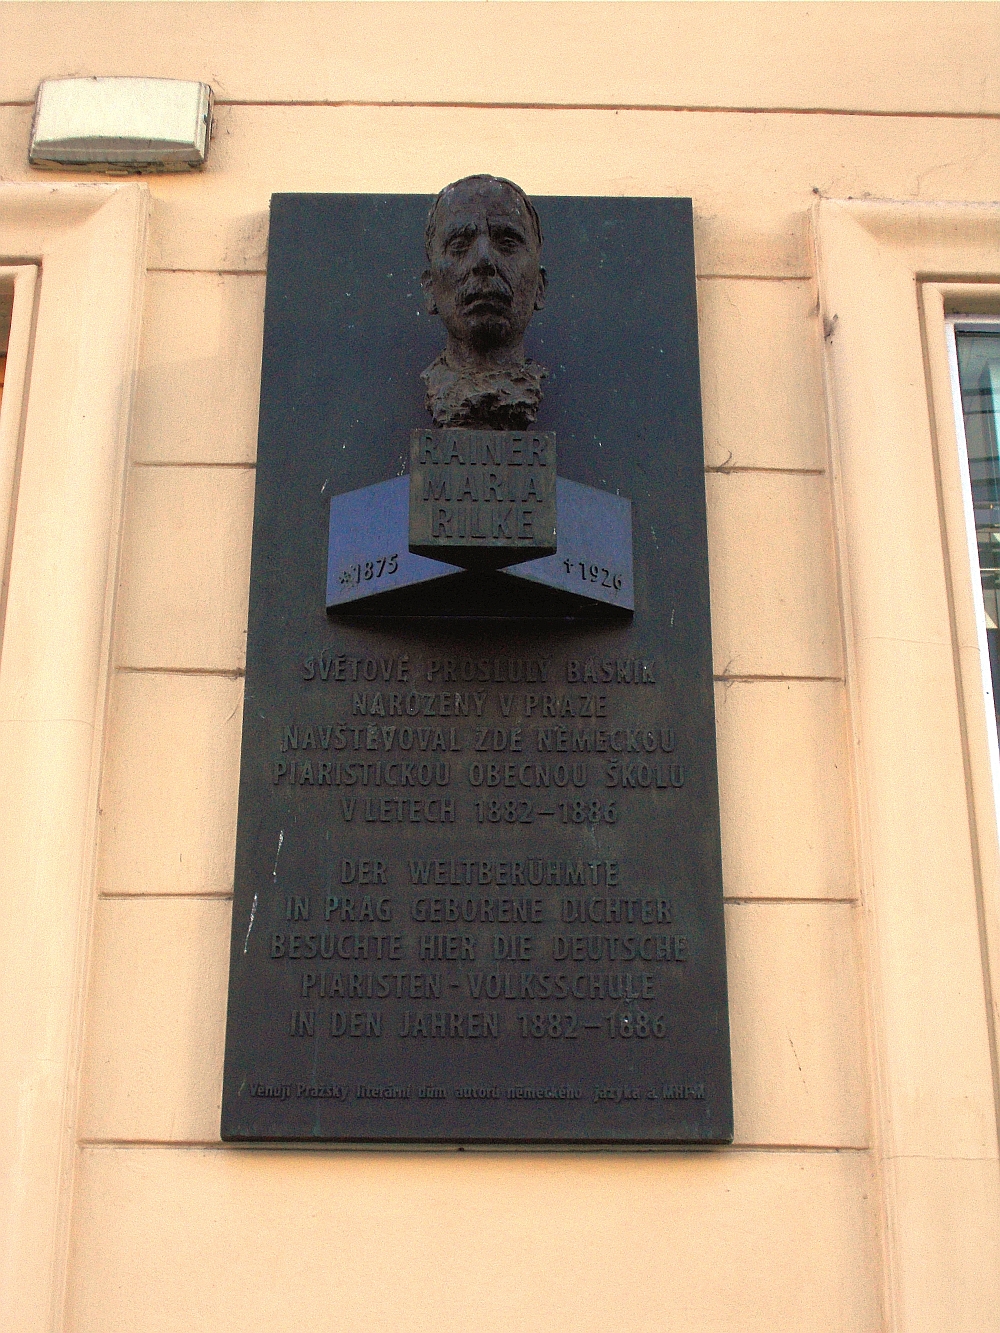 RAINER
MARIA
RILKE
*1875
†1926
SVĚTOVĚ PROSLULÝ BÁSNÍK
NAROZENÝ V PRAZE
NAVŠTĚVOVAL ZDE NĚMECKOU
PIARISTICKOU OBECNOU ŠKOLU
V LETECH 1882–1886
DER WELTBERÜHMTE
IN PRAG GEBORENE DICHTER
BESUCHTE HIER DIE DEUTSCHE
PIARISTEN-VOLKSSCHULE
IN DEN JAHREN 1882–1886
Věnují Pražský literární dům autorů německého jazyka a MHMP